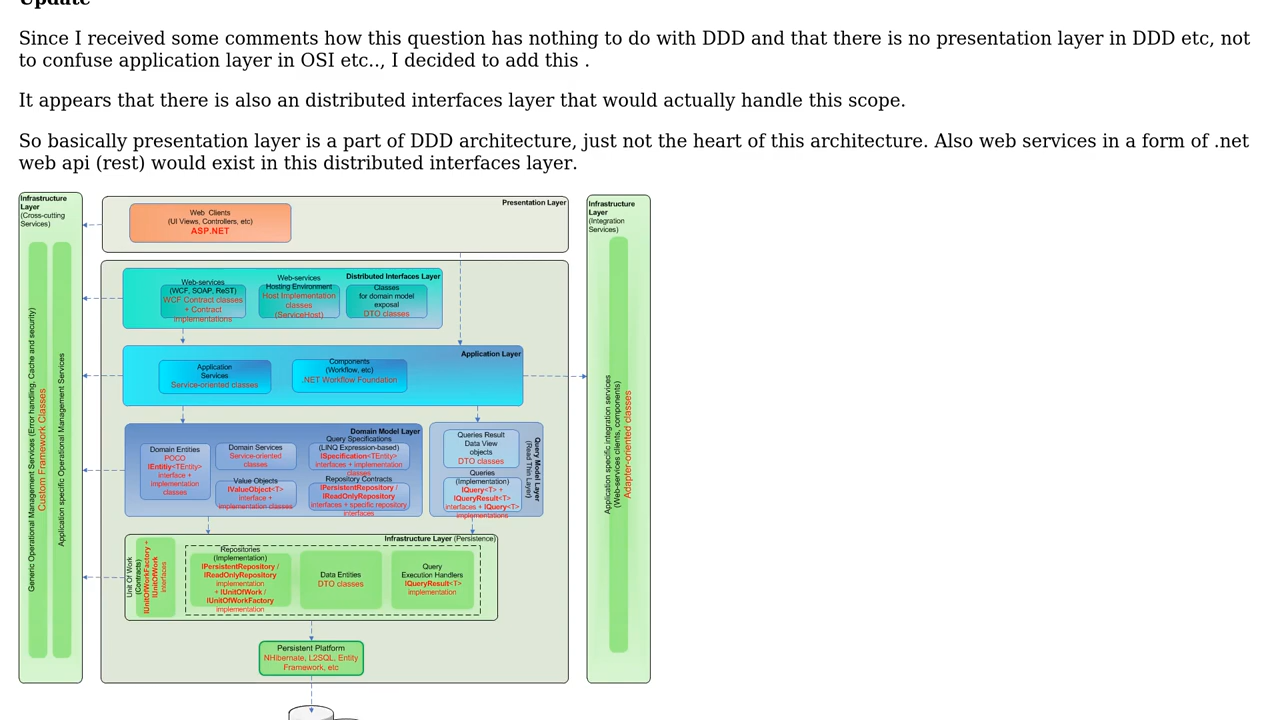 Update
Since I received some comments how this question has nothing to do with DDD and that there is no presentation layer in DDD etc, not
to confuse application layer in OSI etc.., I decided to add this .
It appears that there is also an distributed interfaces layer that would actually handle this scope.
So basically presentation layer is a part of DDD architecture, just not the heart of this architecture. Also web services in a form of .net
web api (rest) would exist in this distributed interfaces layer.
Infrastructure
Layer
(Cross-cutting
Services)
Generic Operational Management Services (Error handling, Cache and security)
Custom Framework Classes
Application specific Operational Management Services
Presentation Layer
Web Clients
(UI Views, Controllers, etc)
ASP.NET
Distributed Interfaces Layer
Web-services
(WCF, SOAP, ReST)
WCF Contract classes
+ Contract
implementations
Web-services
Hosting Environment
Host Implementation
classes
(ServiceHost)
Classes
for domain model
exposal
DTO classes
Application Layer
Application
Services
Service-oriented classes
Components
(Workflow, etc)
.NET Workflow Foundation
Domain Model Layer
Domain Entities
POCO
IEntitiy<TEntity>
interface +
implementation
classes
Domain Services
Service-oriented
classes
Value Objects
IValueObject<T>
interface +
implementation classes
Query Specifications
(LINQ Expression-based)
ISpecification<TEntity>
interfaces + implementation
classes
Repository Contracts
IPersistentRepository /
IReadOnlyRepository
interfaces + specific repository
interfaces
Query Model Layer
(Read Thin Layer)
Queries Result
Data View
objects
DTO classes
Queries
(Implementation)
IQuery<T> +
IQueryResult<T>
interfaces + IQuery<T>
implementations
Infrastructure Layer (Persistence)
Unit Of Work
(Contracts)
IUnitOfWorkFactory +
IUnitOfWork
interfaces
Repositories
(Implementation)
IPersistentRepository /
IReadOnlyRepository
implementation
+ IUnitOfWork /
IUnitOfWorkFactory
implementation
Data Entities
DTO classes
Query
Execution Handlers
IQueryResult<T>
implementation
Persistent Platform
NHibernate, L2SQL, Entity
Framework, etc
Infrastructure
Layer
(Integration
Services)
Application specific integration services
(Web-services clients, components)
Adapter-oriented classes